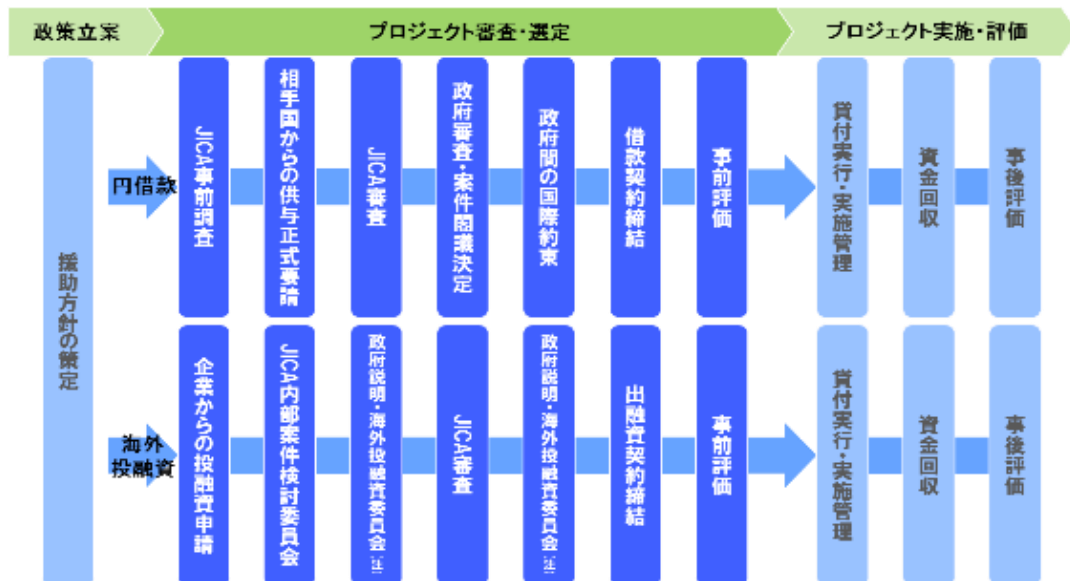 政策立案
プロジェクト審査・選定
プロジェクト実施・評価
援助方針の策定
円借款
JICA事前調査
相手国からの供与正式要請
JICA審査
政府審査・案件閣議決定
政府間の国際約束
借款契約締結
事前評価
貸付実行・実施管理
資金回収
事後評価
海外
投融資
企業からの投融資申請
JICA内部案件検討委員会
政府説明・海外投融資委員会(注)
JICA審査
政府説明・海外投融資委員会(注)
出融資契約締結
事前評価
貸付実行・実施管理
資金回収
事後評価